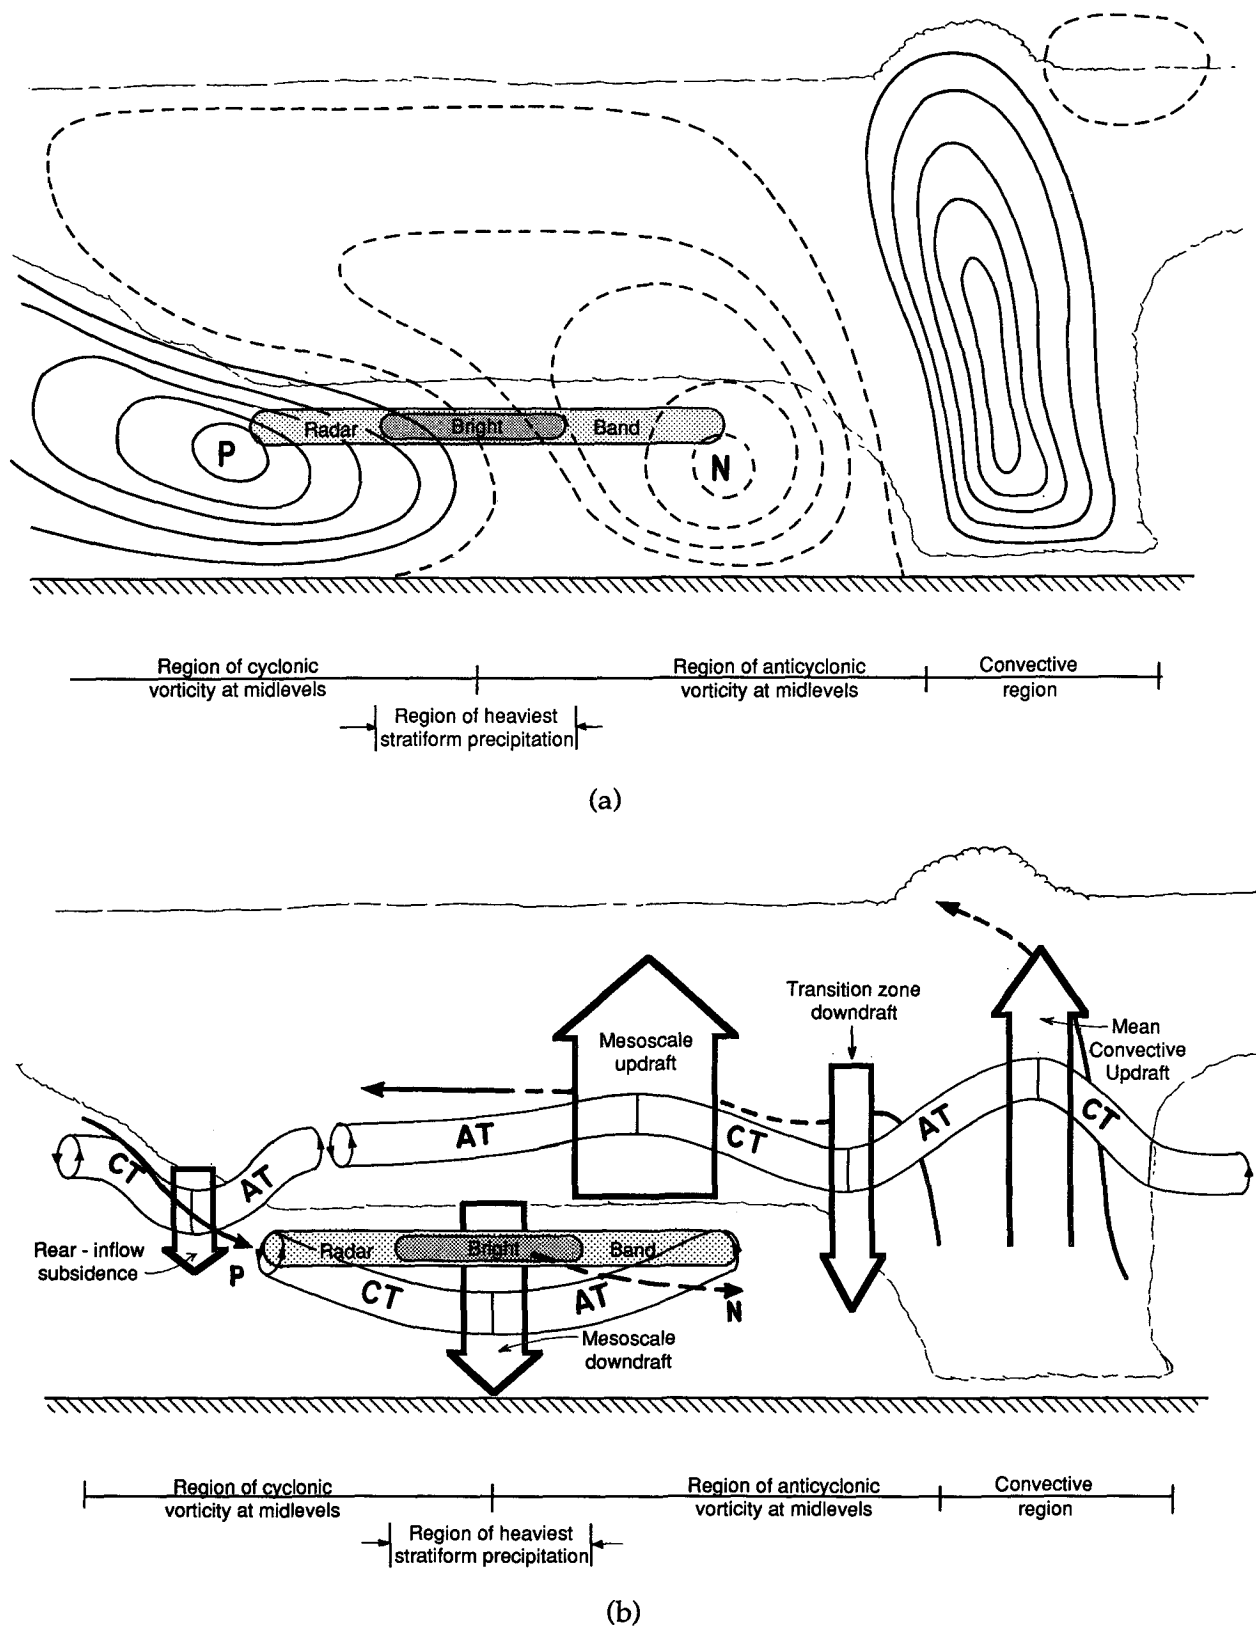 P
Radar
Bright
Band
N
Region of cyclonic
vorticity at midlevels
Region of anticyclonic
vorticity at midlevels
Convective
region
Region of heaviest
stratiform precipitation
(a)
Transition zone
downdraft
Mesoscale
updraft
Mean
Convective
Updraft
CT
AT
AT
CT
AT
CT
Rear - inflow
subsidence
P
Radar
Bright
Band
CT
AT
N
Mesoscale
downdraft
Region of cyclonic
vorticity at midlevels
Region of anticyclonic
vorticity at midlevels
Convective
region
Region of heaviest
stratiform precipitation
(b)